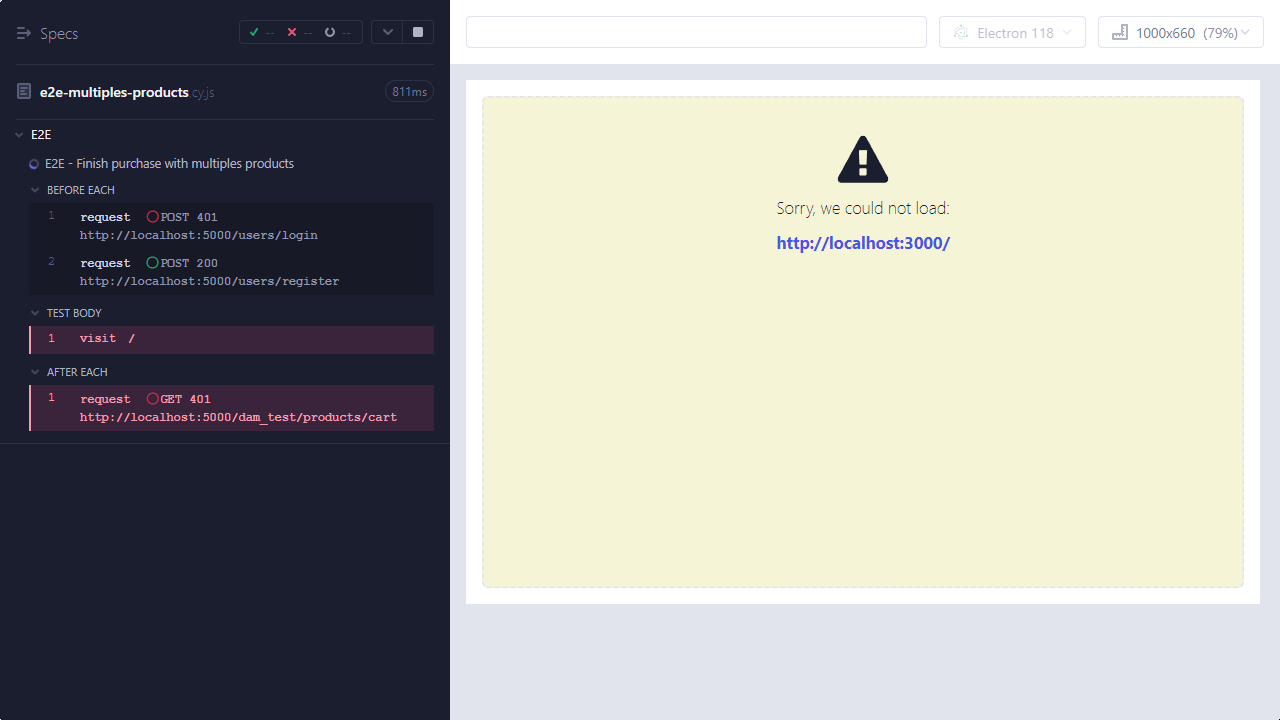 Specs
-- -- --
e2e-multiples-products.cy.js 811ms
E2E
E2E - Finish purchase with multiples products
BEFORE EACH
1 request POST 401
http://localhost:5000/users/login
2 request POST 200
http://localhost:5000/users/register
TEST BODY
1 visit /
AFTER EACH
1 request GET 401
http://localhost:5000/dam_test/products/cart
Electron 118
1000x660 (79%)
Sorry, we could not load:
http://localhost:3000/